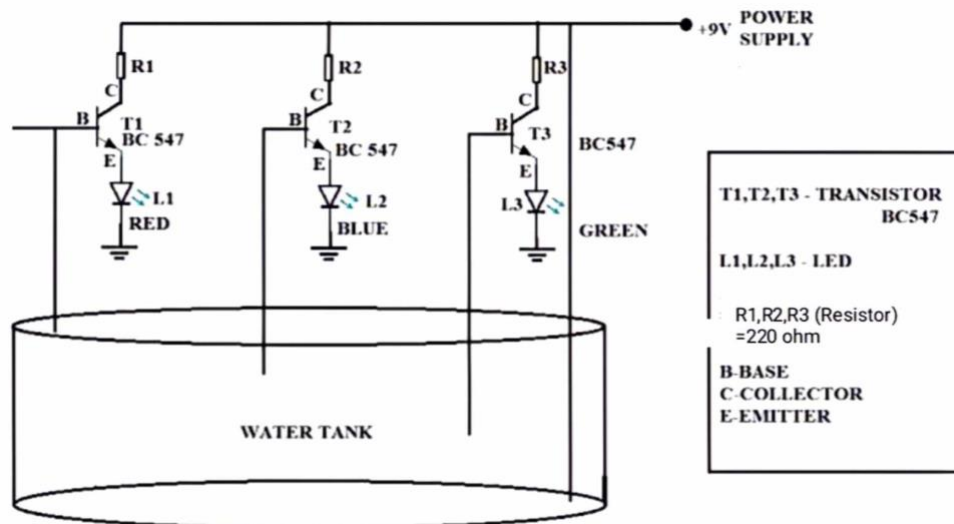 +9V POWER
SUPPLY
R1
R2
R3
C
C
C
B
T1
BC 547
B
T2
BC 547
B
T3
BC547
E
E
E
L1
L2
L3
RED
BLUE
GREEN
WATER TANK
T1,T2,T3 - TRANSISTOR
BC547
L1,L2,L3 - LED
R1,R2,R3 (Resistor)
=220 ohm
B-BASE
C-COLLECTOR
E-EMITTER